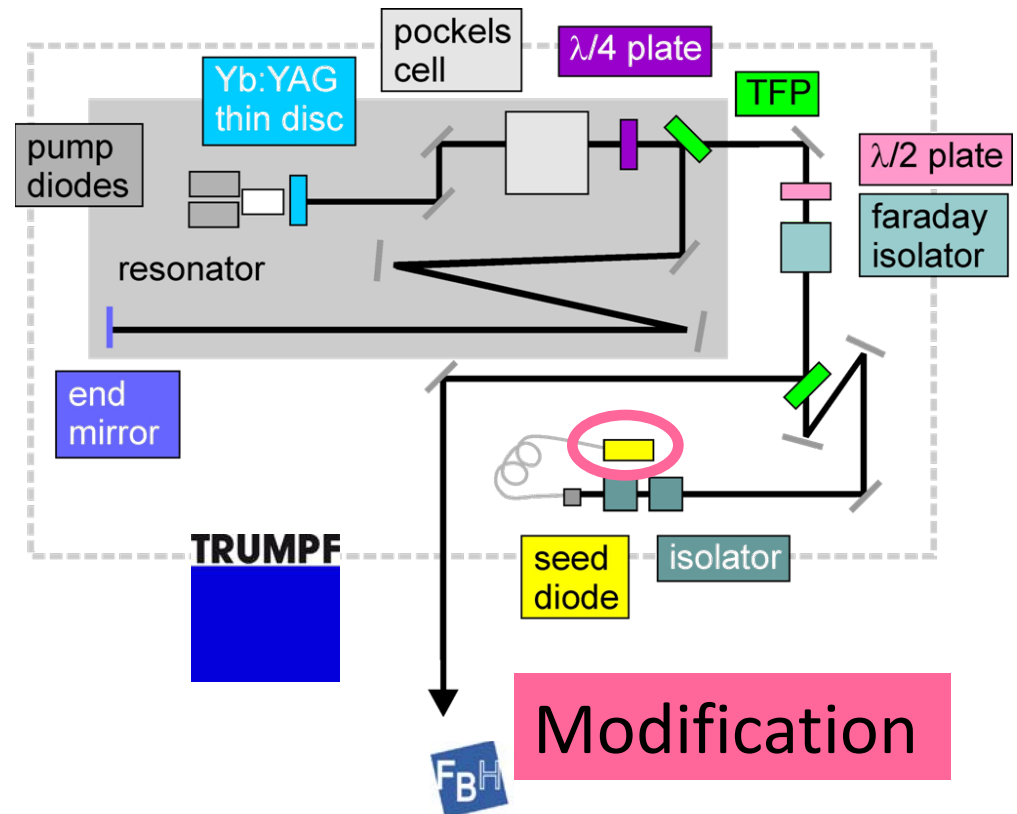 pockels
cell
λ/4 plate
Yb:YAG
thin disc
TFP
pump
diodes
λ/2 plate
faraday
isolator
resonator
end
mirror
TRUMPF
seed
diode
isolator
Modification
FBH